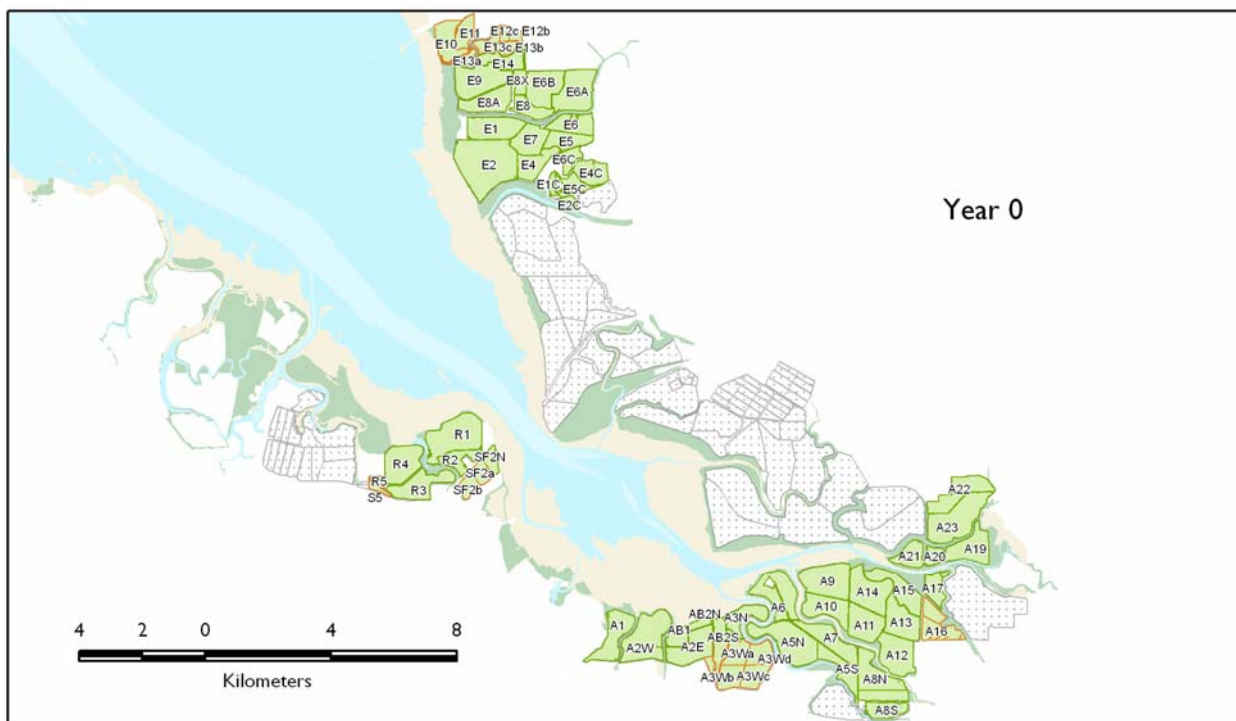 E11
E12c
E12b
E10
E13c
E13b
E13a
E14
E9
E8X
E6B
E6A
E8A
E8
E1
E6
E7
E5
E2
E4
E6C
E4C
E1C
E5C
E2C
Year 0
R1
R4
R2
SF2N
SF2a
R5
R3
SF2b
S5
A22
A23
A19
A21
A20
A9
A14
A15
A17
A6
A10
A11
A13
A16
A1
AB2N
A3N
AB1
AB2S
A5N
A7
A2W
A2E
A3Wa
A3Wd
A12
A3Wb
A3Wc
A5S
A8N
A8S
4 2 0 4 8
Kilometers